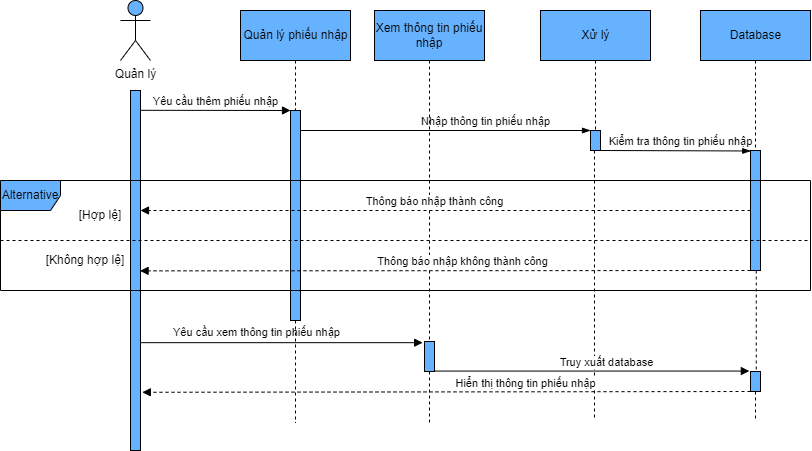 Quản lý phiếu nhập
Xem thông tin phiếu
nhập
Xử lý
Database
Quản lý
Yêu cầu thêm phiếu nhập
Nhập thông tin phiếu nhập
Kiểm tra thông tin phiếu nhập
Alternative
Thông báo nhập thành công
[Hợp lệ]
[Không hợp lệ]
Thông báo nhập không thành công
Yêu cầu xem thông tin phiếu nhập
Truy xuất database
Hiển thị thông tin phiếu nhập